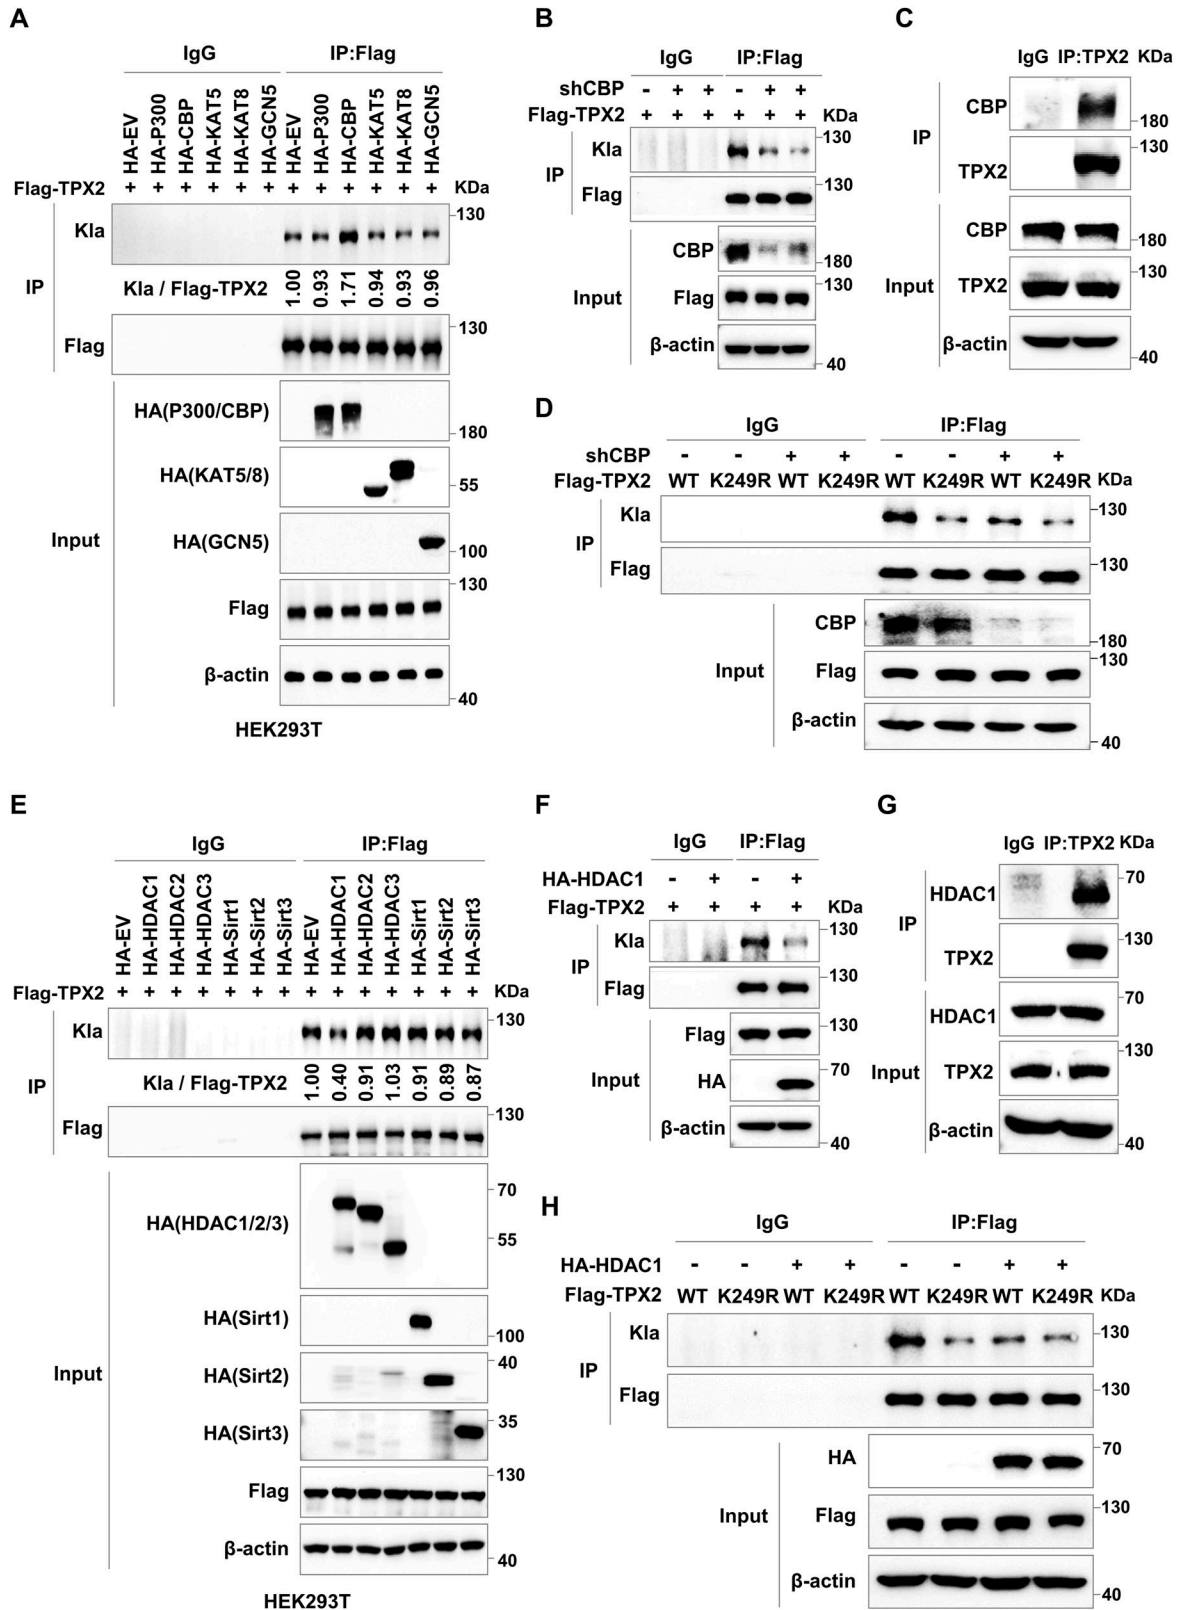 A
IgG IP:Flag
HA-EV HA-P300 HA-CBP HA-KAT5 HA-KAT8 HA-GCN5 HA-EV HA-P300 HA-CBP HA-KAT5 HA-KAT8 HA-GCN5
Flag-TPX2 + + + + + + + + + + + + KDa
IP
Kla 130
Kla / Flag-TPX2 1.00 0.93 1.71 0.94 0.93 0.96
Flag 130
Input
HA(P300/CBP) 180
HA(KAT5/8) 55
HA(GCN5) 100
Flag 130
β-actin 40
HEK293T
B
IgG IP:Flag
shCBP - + + - + +
Flag-TPX2 + + + + + + KDa
IP
Kla 130
Flag 130
Input
CBP 180
Flag 130
β-actin 40
C
IgG IP:TPX2 KDa
IP
CBP 180
TPX2 130
Input
CBP 180
TPX2 130
β-actin 40
D
IgG IP:Flag
shCBP - - + + - - + +
Flag-TPX2 WT K249R WT K249R WT K249R WT K249R KDa
IP
Kla 130
Flag 130
Input
CBP 180
Flag 130
β-actin 40
E
IgG IP:Flag
HA-EV HA-HDAC1 HA-HDAC2 HA-HDAC3 HA-Sirt1 HA-Sirt2 HA-Sirt3 HA-EV HA-HDAC1 HA-HDAC2 HA-HDAC3 HA-Sirt1 HA-Sirt2 HA-Sirt3
Flag-TPX2 + + + + + + + + + + + + + + KDa
IP
Kla 130
Kla / Flag-TPX2 1.00 0.40 0.91 1.03 0.91 0.89 0.87
Flag 130
Input
HA(HDAC1/2/3) 70
55
HA(Sirt1) 100
HA(Sirt2) 40
HA(Sirt3) 35
Flag 130
β-actin 40
HEK293T
F
IgG IP:Flag
HA-HDAC1 - + - +
Flag-TPX2 + + + + KDa
IP
Kla 130
Flag 130
Input
Flag 130
HA 70
β-actin 40
G
IgG IP:TPX2 KDa
IP
HDAC1 70
TPX2 130
Input
HDAC1 70
TPX2 130
β-actin 40
H
IgG IP:Flag
HA-HDAC1 - - + + - - + +
Flag-TPX2 WT K249R WT K249R WT K249R WT K249R KDa
IP
Kla 130
Flag 130
Input
HA 70
Flag 130
β-actin 40